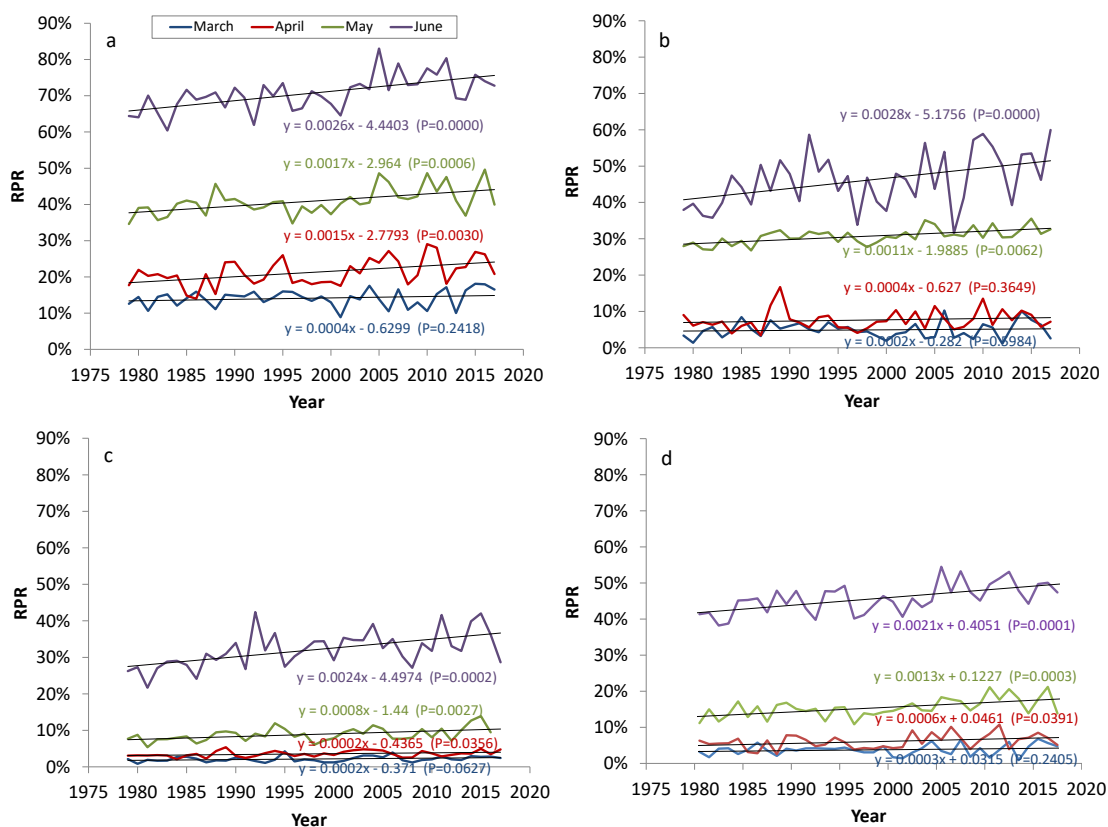 a
March April May June
90%
80%
70%
60%
50%
40%
30%
20%
10%
0%
RPR
y = 0.0026x - 4.4403 (P=0.0000)
y = 0.0017x - 2.964 (P=0.0006)
y = 0.0015x - 2.7793 (P=0.0030)
y = 0.0004x - 0.6299 (P=0.2418)
1975 1980 1985 1990 1995 2000 2005 2010 2015 2020
Year
b
90%
80%
70%
60%
50%
40%
30%
20%
10%
0%
RPR
y = 0.0028x - 5.1756 (P=0.0000)
y = 0.0011x - 1.9885 (P=0.0062)
y = 0.0004x - 0.627 (P=0.3649)
y = 0.0002x - 0.282 (P=0.5984)
1975 1980 1985 1990 1995 2000 2005 2010 2015 2020
Year
c
90%
80%
70%
60%
50%
40%
30%
20%
10%
0%
RPR
y = 0.0024x - 4.4974 (P=0.0002)
y = 0.0008x - 1.44 (P=0.0027)
y = 0.0002x - 0.4365 (P=0.0356)
y = 0.0002x - 0.371 (P=0.0627)
1975 1980 1985 1990 1995 2000 2005 2010 2015 2020
Year
d
90%
80%
70%
60%
50%
40%
30%
20%
10%
0%
RPR
y = 0.0021x + 0.4051 (P=0.0001)
y = 0.0013x + 0.1227 (P=0.0003)
y = 0.0006x + 0.0461 (P=0.0391)
y = 0.0003x + 0.0315 (P=0.2405)
1975 1980 1985 1990 1995 2000 2005 2010 2015 2020
Year